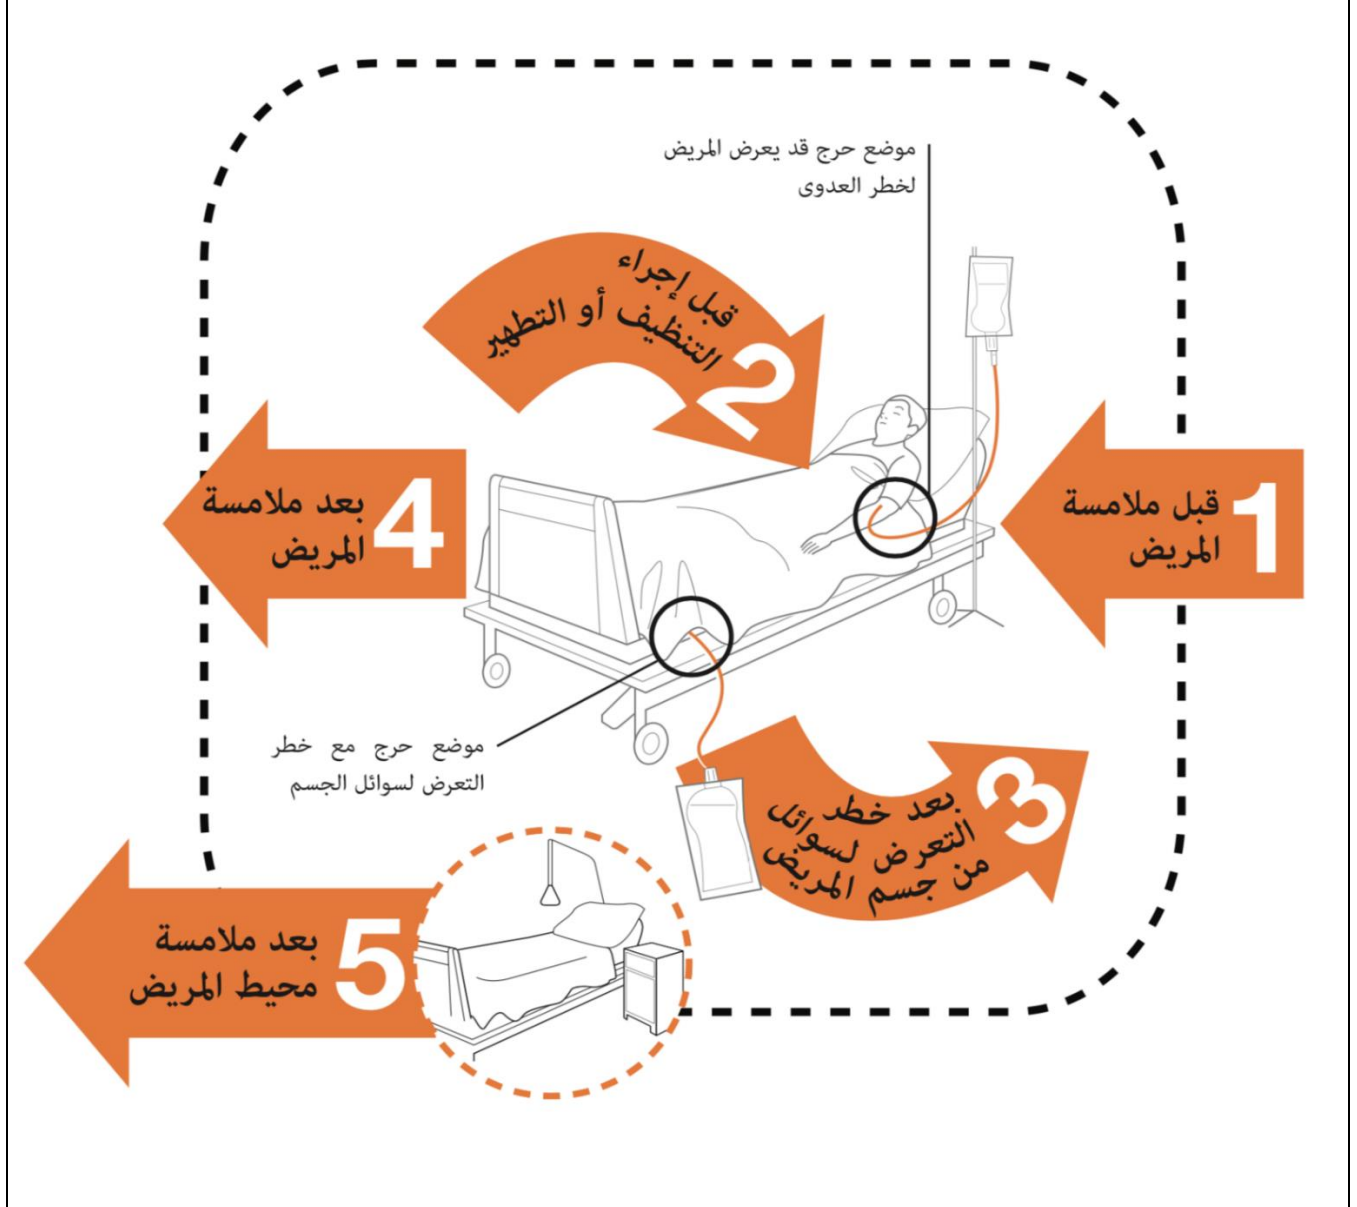 موضع حرج قد يعرض المريض
لخطر العدوى
1
قبل ملامسة
المريض
2
قبل إجراء
التنظيف أو التطهير
3
بعد خطر
التعرض لسوائل
من جسم المريض
4
بعد ملامسة
المريض
موضع حرج مع خطر
التعرض لسوائل الجسم
5
بعد ملامسة
محيط المريض